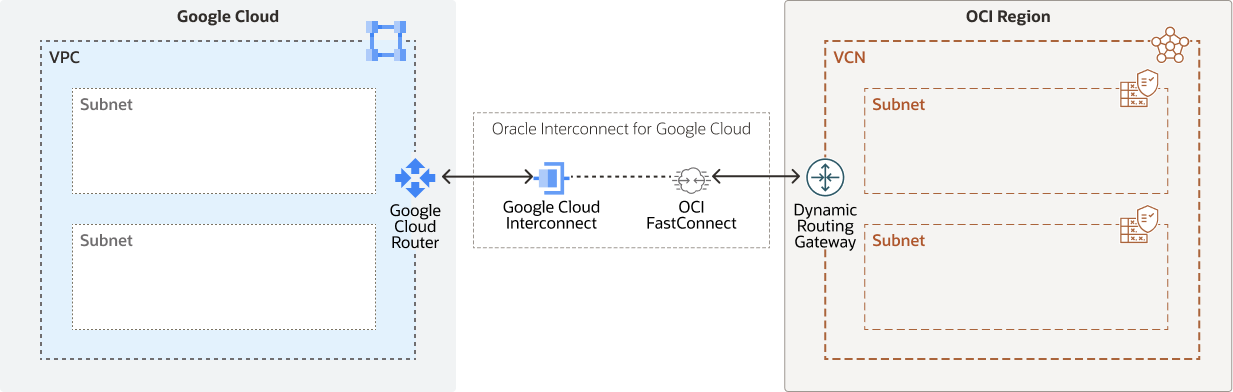 Google Cloud
VPC
Subnet
Subnet
Google
Cloud
Router
Oracle Interconnect for Google Cloud
Google Cloud
Interconnect
OCI
FastConnect
OCI Region
VCN
Dynamic
Routing
Gateway
Subnet
Subnet